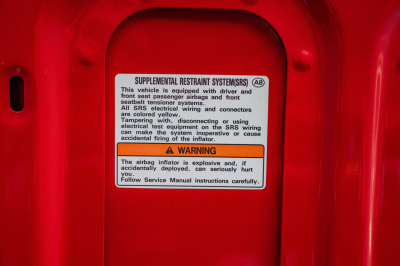 SUPPLEMENTAL RESTRAINT SYSTEM(SRS) A8
This vehicle is equipped with driver and
front seat passenger airbags and front
seatbelt tensioner systems.
All SRS electrical wiring and connectors
are colored yellow.
Tampering with, disconnecting or using
electrical test equipment on the SRS wiring
can make the system inoperative or cause
accidental firing of the inflator.
WARNING
The airbag inflator is explosive and, if
accidentally deployed, can seriously hurt
you.
Follow Service Manual instructions carefully.